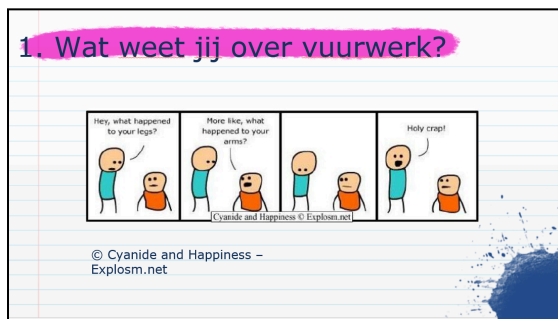 1. Wat weet jij over vuurwerk?
Hey, what happened
to your legs?
More like, what
happened to your
arms?
Holy crap!
Cyanide and Happiness © Explosm.net
© Cyanide and Happiness –
Explosm.net